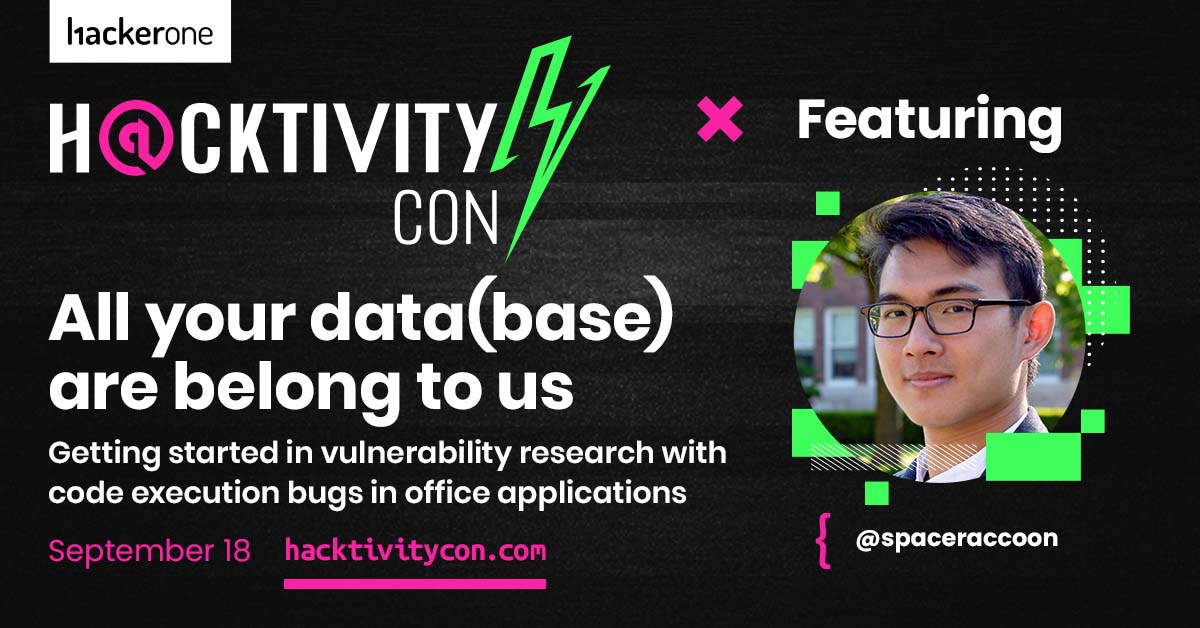 hackerone
H@CKTIVITY
CON
Featuring
All your data(base)
are belong to us
Getting started in vulnerability research with
code execution bugs in office applications
September 18 hacktivitycon.com
{ @spaceraccoon